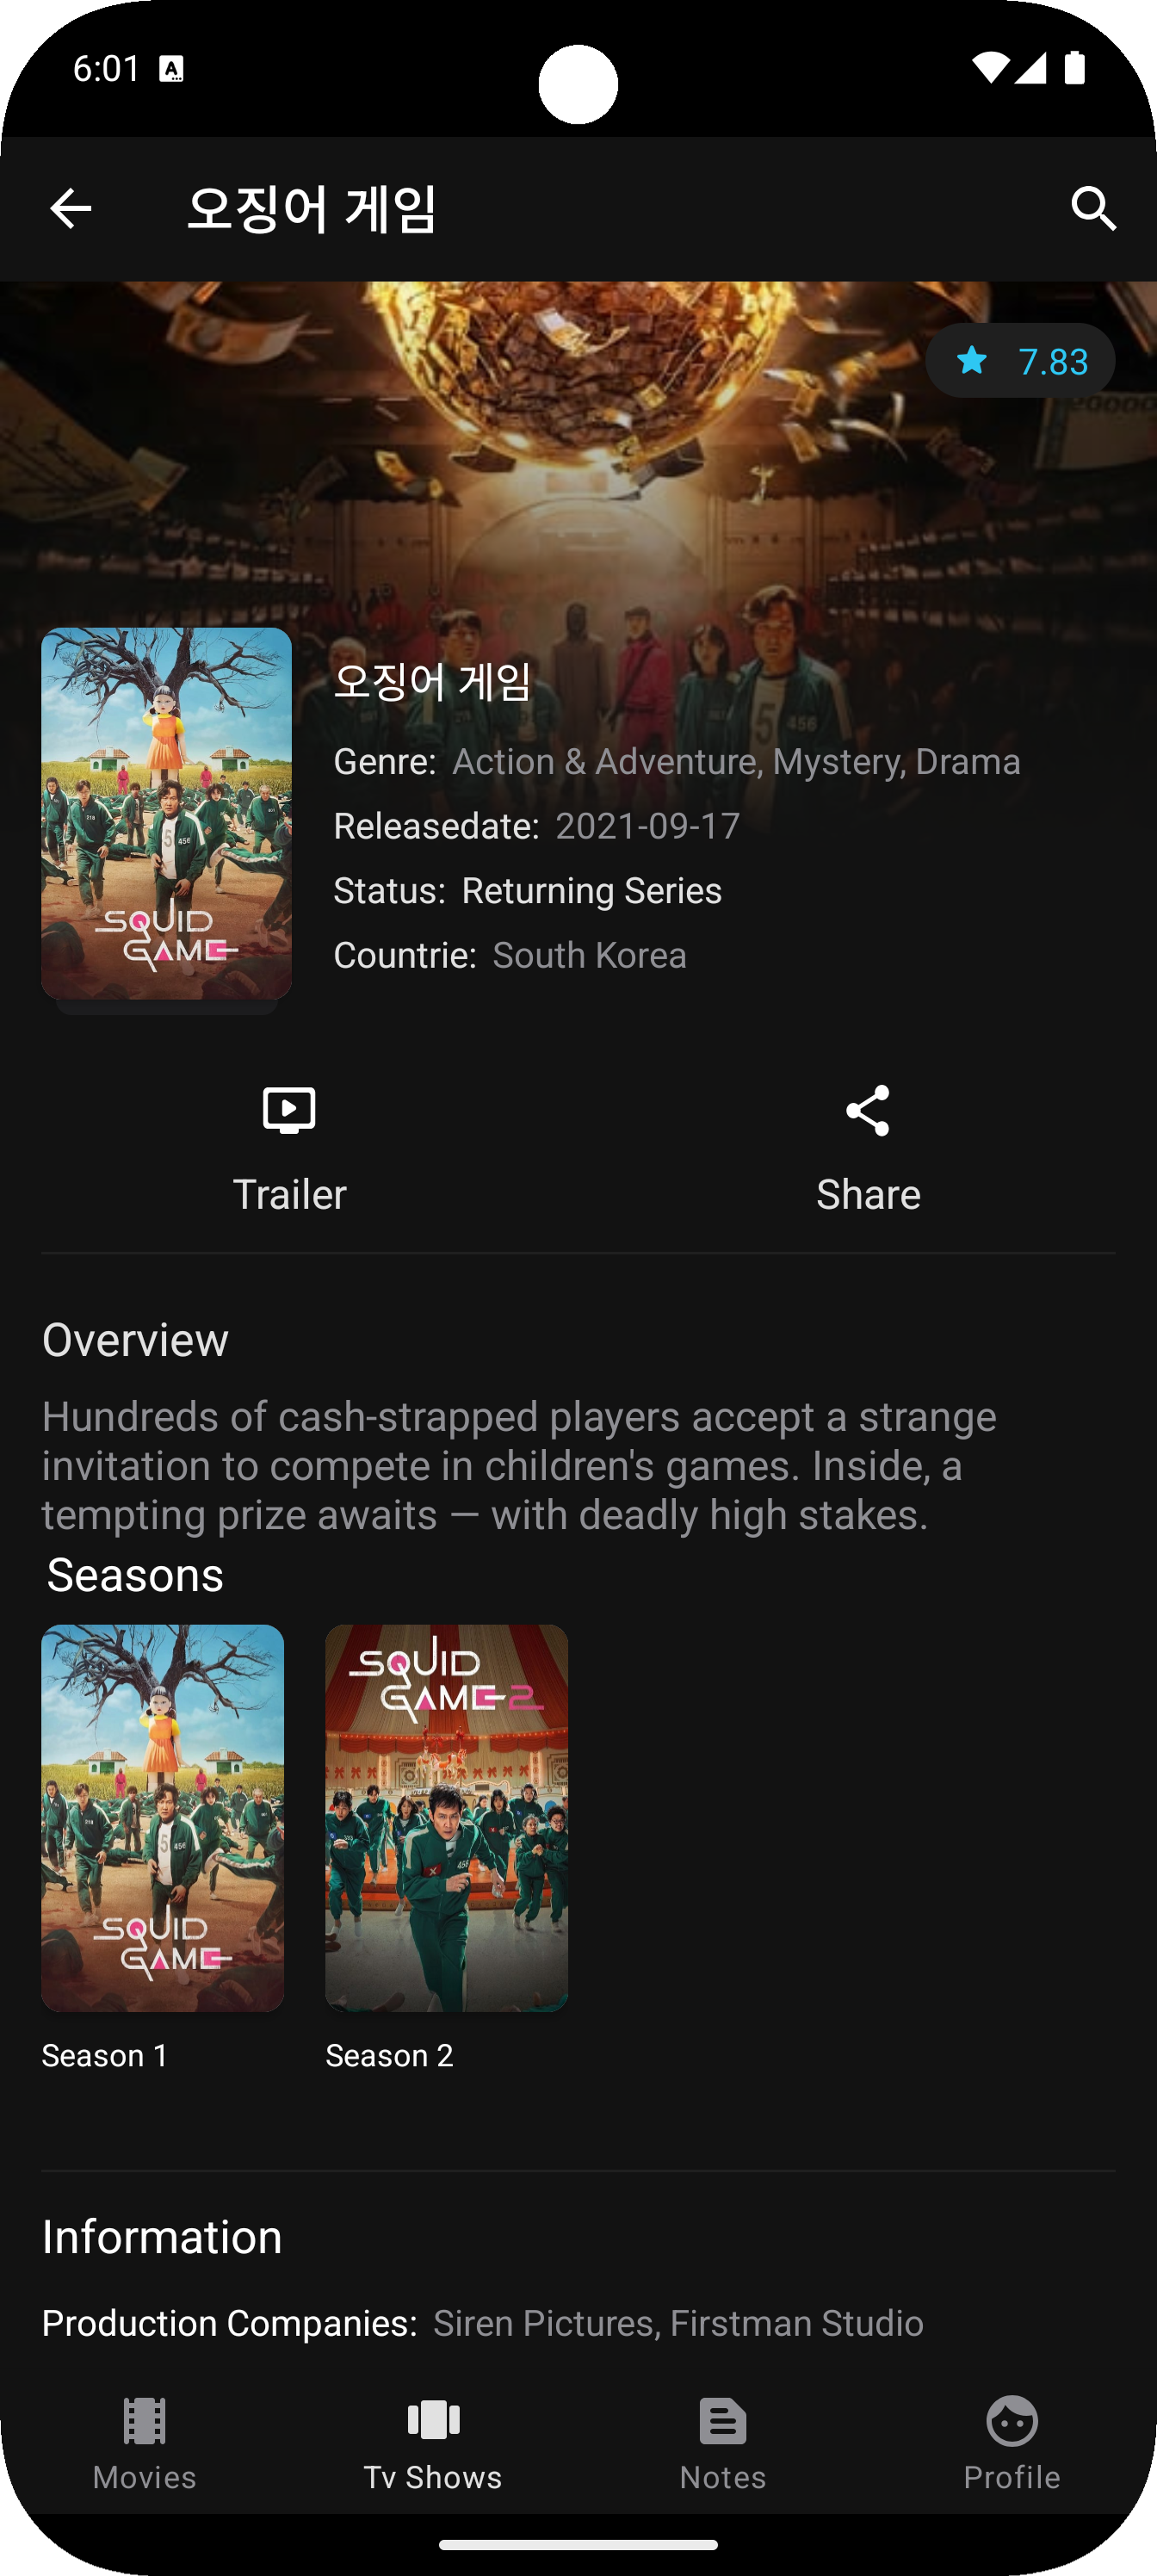 6:01
오징어 게임
7.83
오징어 게임
Genre: Action & Adventure, Mystery, Drama
Releasedate: 2021-09-17
Status: Returning Series
Countrie: South Korea
SQUID
GAME
Trailer
Share
Overview
Hundreds of cash-strapped players accept a strange
invitation to compete in children's games. Inside, a
tempting prize awaits — with deadly high stakes.
Seasons
SQUID
GAME
SQUID
GAME 2
Season 1
Season 2
Information
Production Companies: Siren Pictures, Firstman Studio
Movies
Tv Shows
Notes
Profile